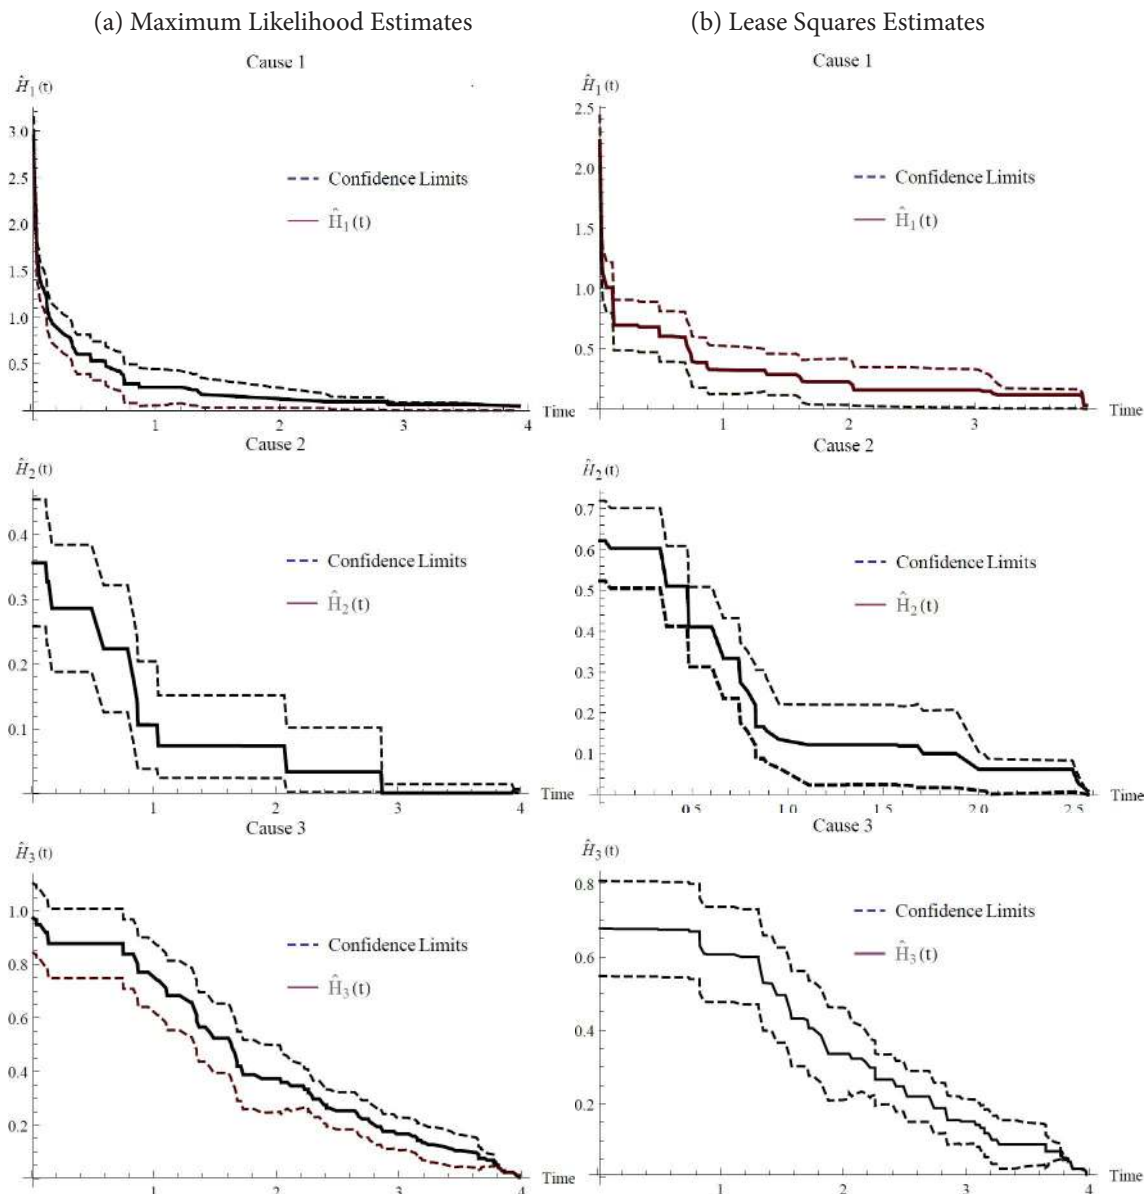 (a) Maximum Likelihood Estimates
(b) Lease Squares Estimates
Cause 1
Ĥ1(t)
3.0
2.5
2.0
1.5
1.0
0.5
Confidence Limits
Ĥ1(t)
1
2
3
4
Time
Cause 1
Ĥ1(t)
2.5
2.0
1.5
1.0
0.5
Confidence Limits
Ĥ1(t)
1
2
3
Time
Cause 2
Ĥ2(t)
0.4
0.3
0.2
0.1
Confidence Limits
Ĥ2(t)
1
2
3
4
Time
Cause 2
Ĥ2(t)
0.7
0.6
0.5
0.4
0.3
0.2
0.1
Confidence Limits
Ĥ2(t)
0.5
1.0
1.5
2.0
2.5
Time
Cause 3
Ĥ3(t)
1.0
0.8
0.6
0.4
0.2
Confidence Limits
Ĥ3(t)
1
2
3
4
Time
Cause 3
Ĥ3(t)
0.8
0.6
0.4
0.2
Confidence Limits
Ĥ3(t)
1
2
3
4
Time